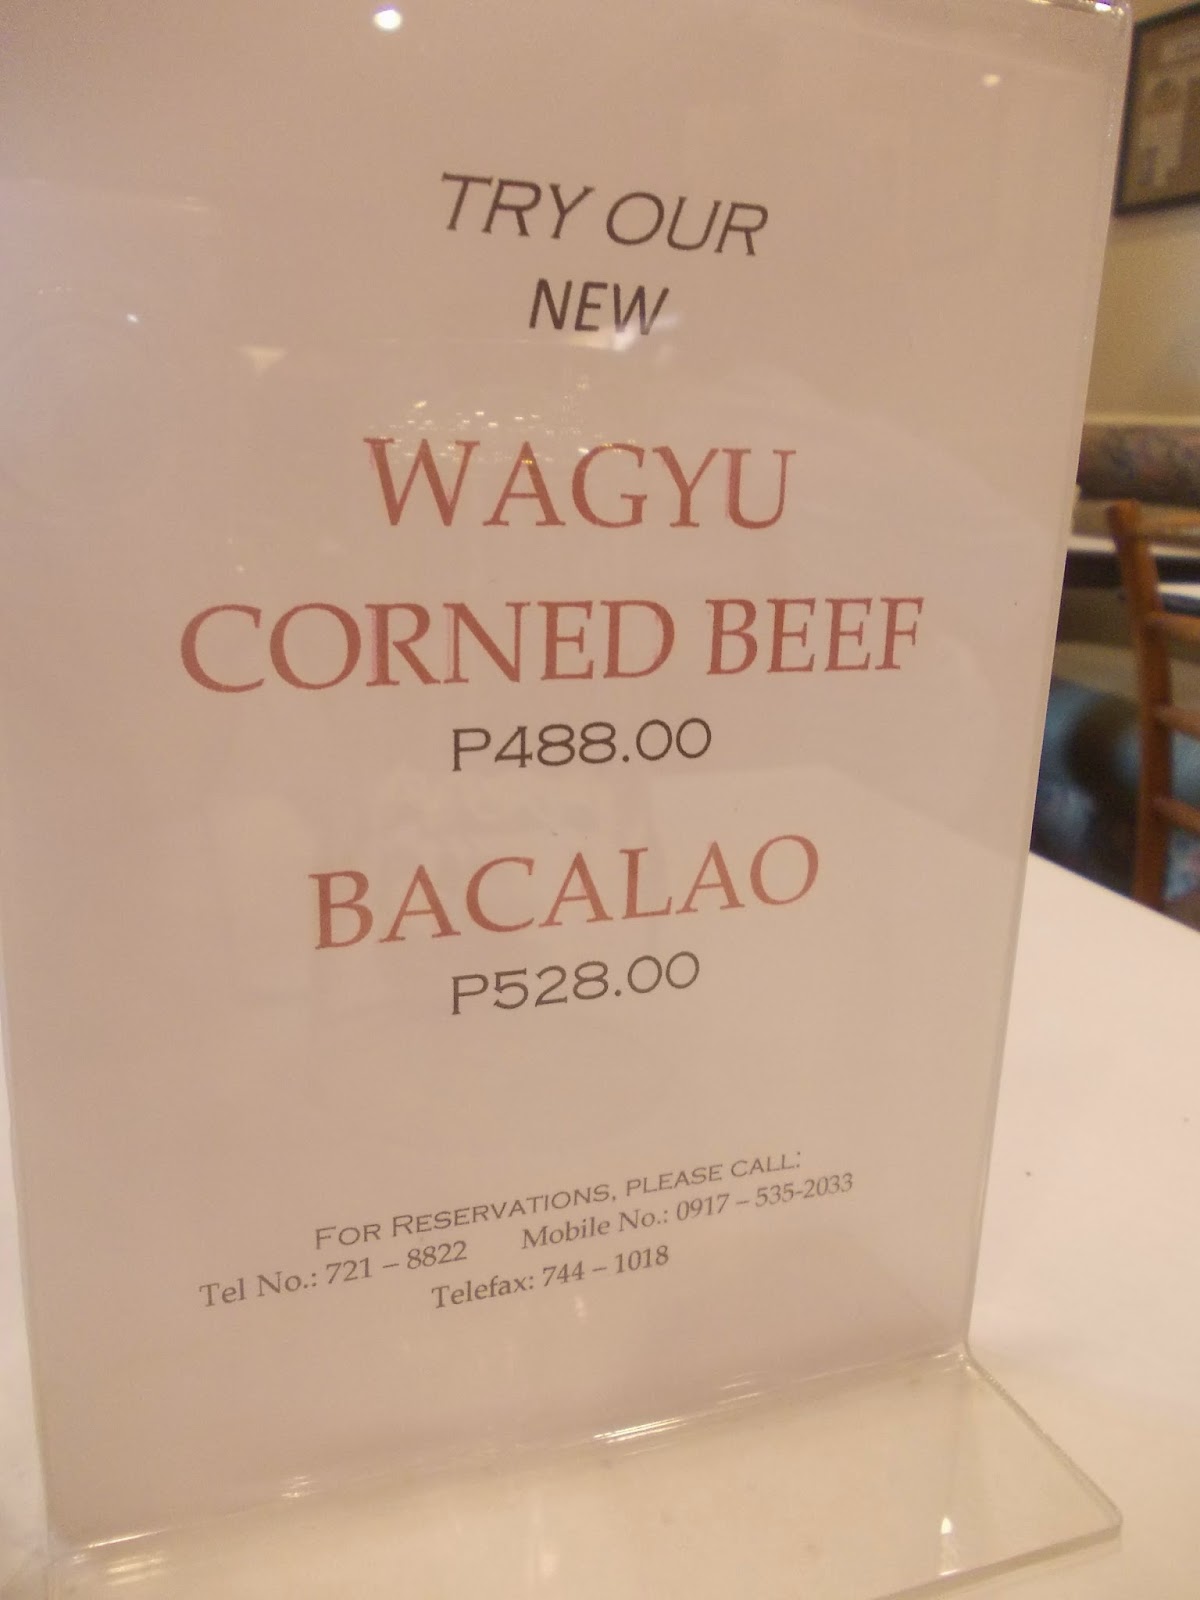 TRY OUR
NEW
WAGYU
CORNED BEEF
P488.00
BACALAO
P528.00
FOR RESERVATIONS, PLEASE CALL:
Tel No.: 721 – 8822 Mobile No.: 0917 – 535-2033
Telefax: 744 – 1018